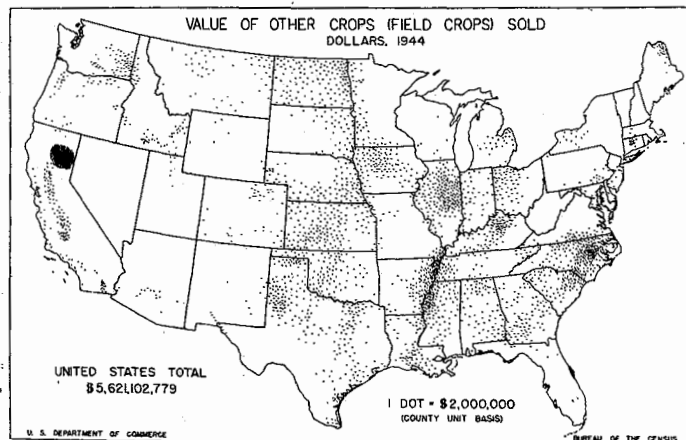 VALUE OF OTHER CROPS (FIELD CROPS) SOLD
DOLLARS, 1944
UNITED STATES TOTAL
$5,621,102,779
1 DOT = $2,000,000
(COUNTY UNIT BASIS)
U. S. DEPARTMENT OF COMMERCE
BUREAU OF THE CENSUS